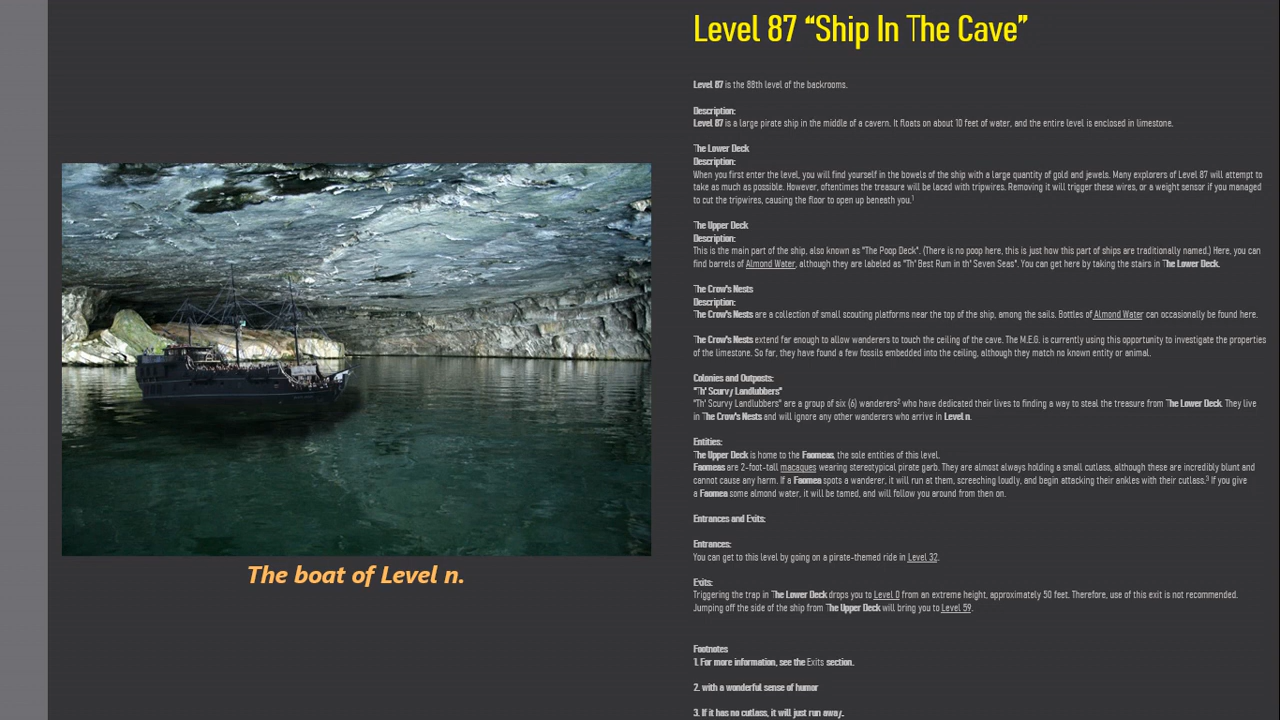 Level 87 “Ship In The Cave”
Level 87 is the 88th level of the backrooms.
Description:
Level 87 is a large pirate ship in the middle of a cavern. It floats on about 10 feet of water, and the entire level is enclosed in limestone.
The Lower Deck
Description:
When you first enter the level, you will find yourself in the bowels of the ship with a large quantity of gold and jewels. Many explorers of Level 87 will attempt to
take as much as possible. However, oftentimes the treasure will be laced with tripwires. Removing it will trigger these wires, or a weight sensor if you managed
to cut the tripwires, causing the floor to open up beneath you.¹
The Upper Deck
Description:
This is the main part of the ship, also known as "The Poop Deck". (There is no poop here, this is just how this part of ships are traditionally named.) Here, you can
find barrels of Almond Water, although they are labeled as "Th' Best Rum in th' Seven Seas". You can get here by taking the stairs in The Lower Deck.
The Crow's Nests
Description:
The Crow's Nests are a collection of small scouting platforms near the top of the ship, among the sails. Bottles of Almond Water can occasionally be found here.
The Crow's Nests extend far enough to allow wanderers to touch the ceiling of the cave. The M.E.G. is currently using this opportunity to investigate the properties
of the limestone. So far, they have found a few fossils embedded into the ceiling, although they match no known entity or animal.
Colonies and Outposts:
"Th' Scurvy Landlubbers"
"Th' Scurvy Landlubbers" are a group of six (6) wanderers² who have dedicated their lives to finding a way to steal the treasure from The Lower Deck. They live
in The Crow's Nests and will ignore any other wanderers who arrive in Level n.
Entities:
The Upper Deck is home to the Faomeas, the sole entities of this level.
Faomeas are 2-foot-tall macaques wearing stereotypical pirate garb. They are almost always holding a small cutlass, although these are incredibly blunt and
cannot cause any harm. If a Faomea spots a wanderer, it will run at them, screeching loudly, and begin attacking their ankles with their cutlass.³ If you give
a Faomea some almond water, it will be tamed, and will follow you around from then on.
Entrances and Exits:
Entrances:
You can get to this level by going on a pirate-themed ride in Level 32.
Exits:
Triggering the trap in The Lower Deck drops you to Level 0 from an extreme height, approximately 50 feet. Therefore, use of this exit is not recommended.
Jumping off the side of the ship from The Upper Deck will bring you to Level 59.
Footnotes
1. For more information, see the Exits section.
2. with a wonderful sense of humor
3. If it has no cutlass, it will just run away.
The boat of Level n.